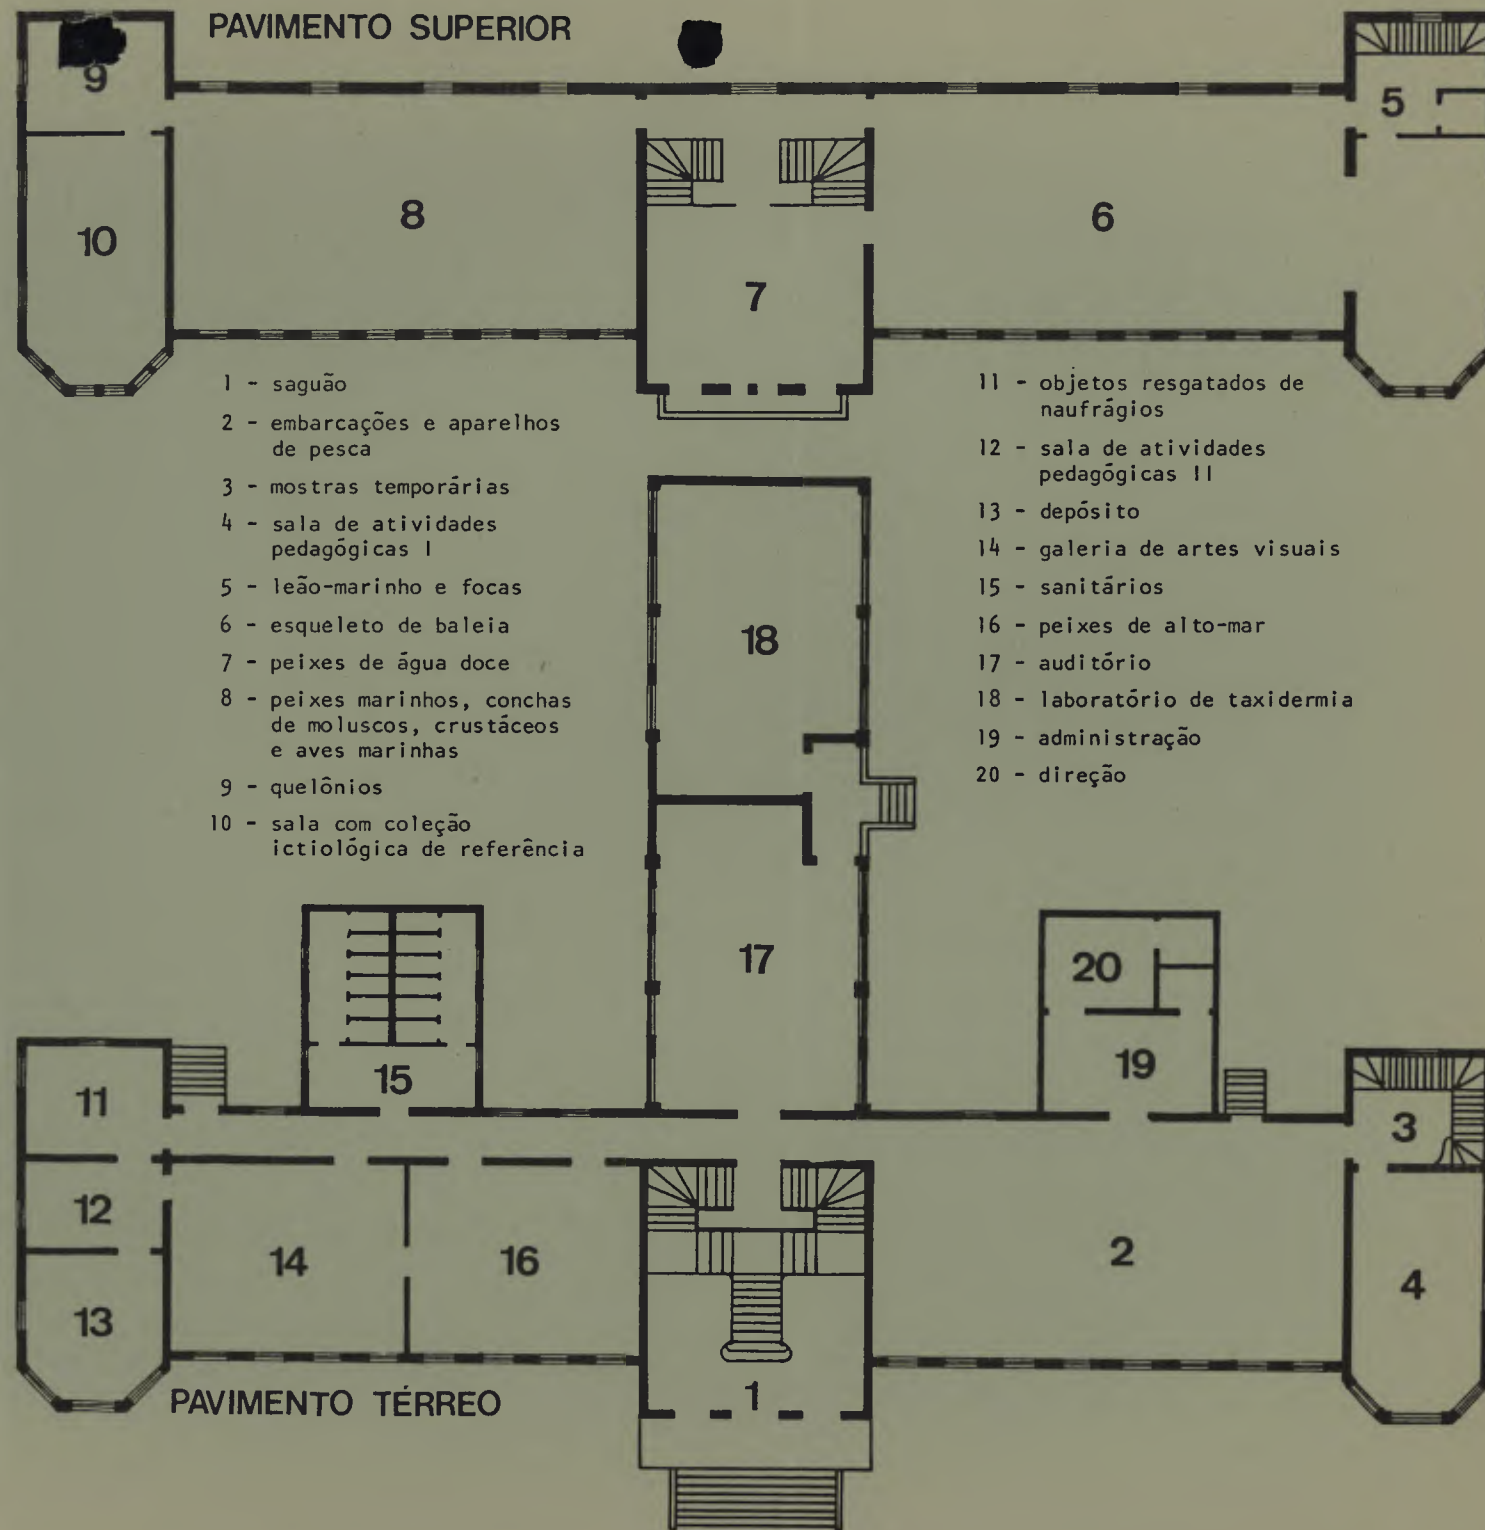 PAVIMENTO SUPERIOR
9
5
10
8
6
7
1 - saguão
2 - embarcações e aparelhos
de pesca
3 - mostras temporárias
4 - sala de atividades
pedagógicas I
5 - leão-marinho e focas
6 - esqueleto de baleia
7 - peixes de água doce
8 - peixes marinhos, conchas
de moluscos, crustáceos
e aves marinhas
9 - quelônios
10 - sala com coleção
ictiológica de referência
11 - objetos resgatados de
naufrágios
12 - sala de atividades
pedagógicas II
13 - depósito
14 - galeria de artes visuais
15 - sanitários
16 - peixes de alto-mar
17 - auditório
18 - laboratório de taxidermia
19 - administração
20 - direção
18
17
20
19
15
11
3
12
14
16
2
4
13
1
PAVIMENTO TÉRREO